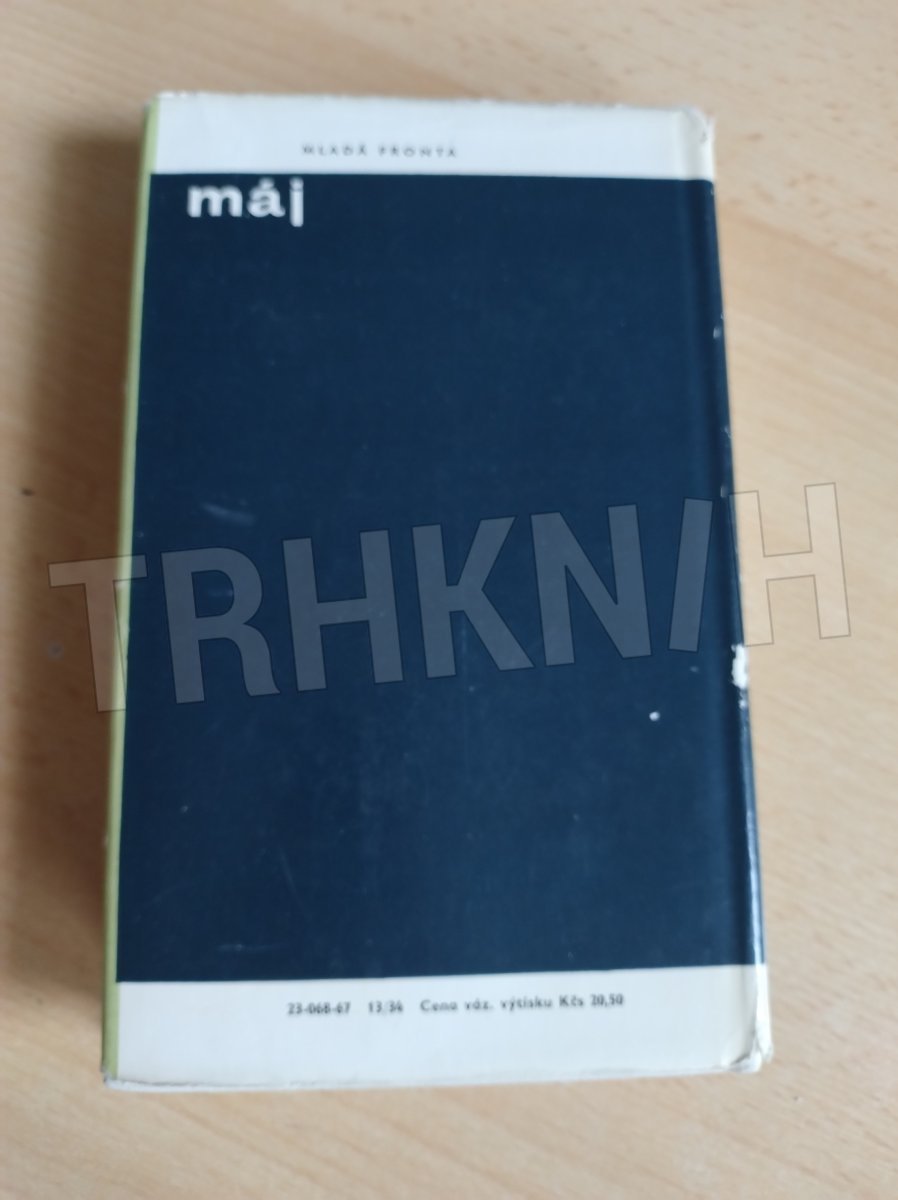 MLADÁ FRONTA
máj
TRHKNIH
23-068-67 13/34 Cena váz. výtisku Kčs 20,50